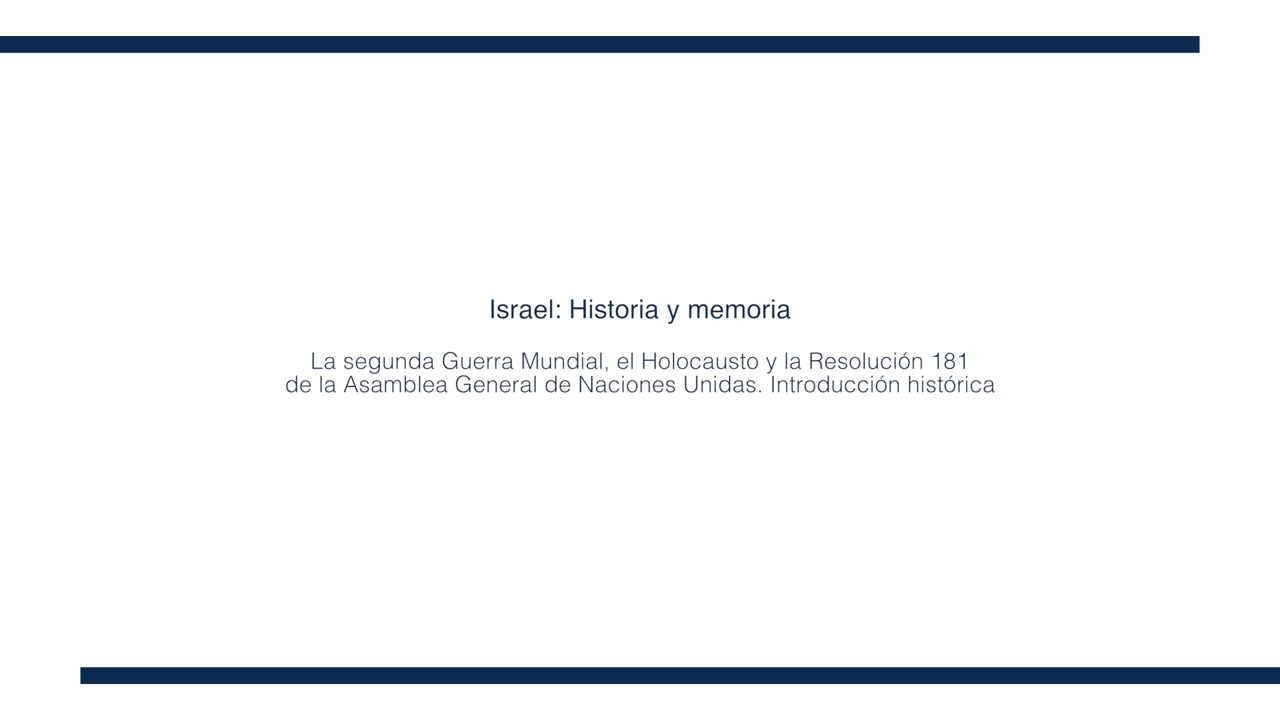 Israel: Historia y memoria
La segunda Guerra Mundial, el Holocausto y la Resolución 181
de la Asamblea General de Naciones Unidas. Introducción histórica